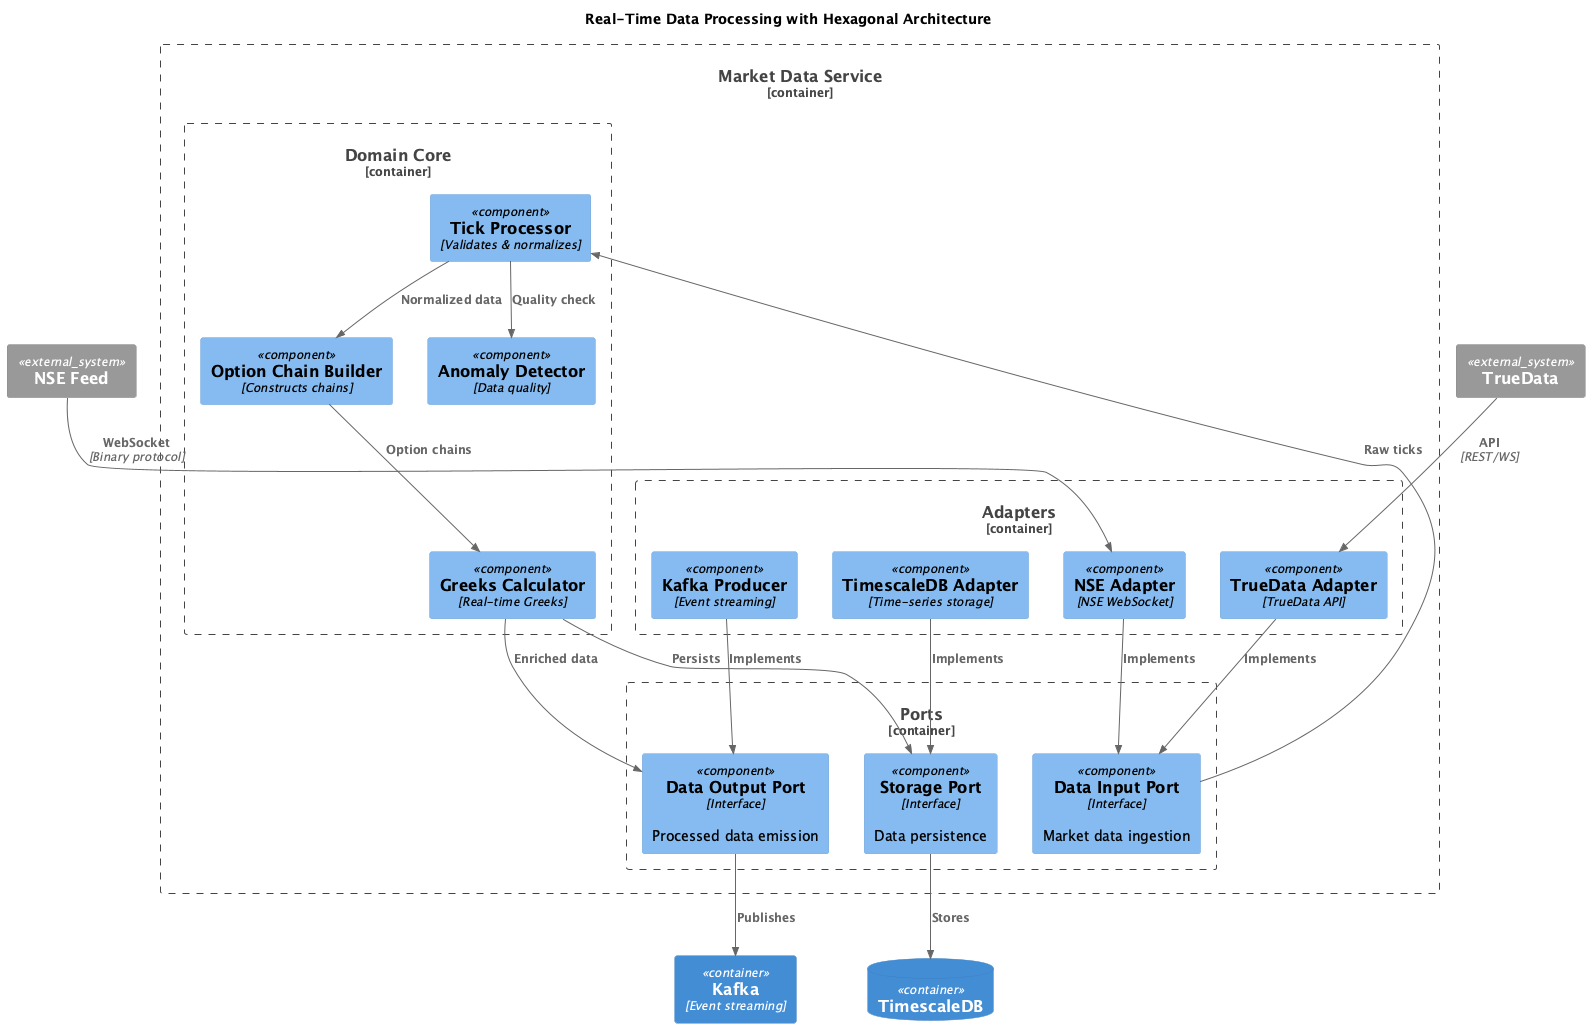 Real-Time Data Processing with Hexagonal Architecture
Market Data Service
[container]
Domain Core
[container]
«component»
Tick Processor
[Validates & normalizes]
Normalized data
Quality check
«component»
Option Chain Builder
[Constructs chains]
«component»
Anomaly Detector
[Data quality]
«external_system»
NSE Feed
«external_system»
TrueData
WebSocket
[Binary protocol]
Option chains
Raw ticks
API
[REST/WS]
Adapters
[container]
«component»
Greeks Calculator
[Real-time Greeks]
«component»
Kafka Producer
[Event streaming]
«component»
TimescaleDB Adapter
[Time-series storage]
«component»
NSE Adapter
[NSE WebSocket]
«component»
TrueData Adapter
[TrueData API]
Enriched data
Persists
Implements
Implements
Implements
Implements
Ports
[container]
«component»
Data Output Port
[Interface]
Processed data emission
«component»
Storage Port
[Interface]
Data persistence
«component»
Data Input Port
[Interface]
Market data ingestion
Publishes
Stores
«container»
Kafka
[Event streaming]
«container»
TimescaleDB